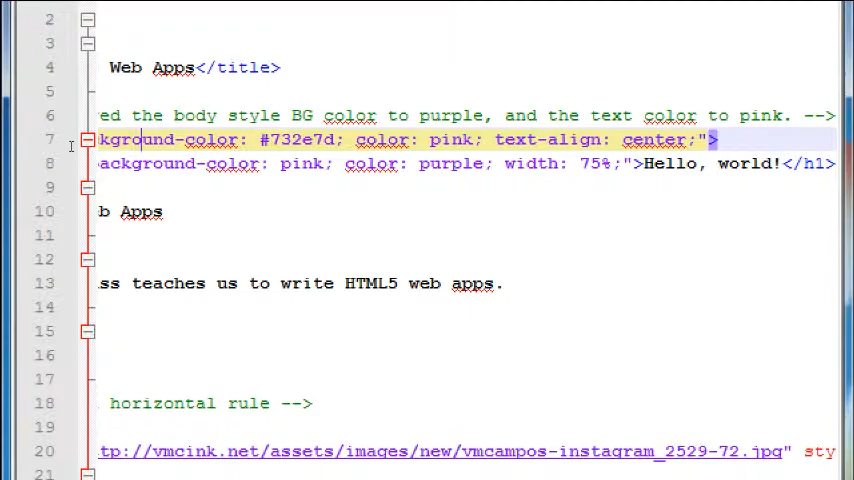 2
3
4 Web Apps</title>
5
6 red the body style BG color to purple, and the text color to pink. -->
7 kground-color: #732e7d; color: pink; text-align: center;">
8 ackground-color: pink; color: purple; width: 75%;">Hello, world!</h1>
9
10 b Apps
11
12
13 ss teaches us to write HTML5 web apps.
14
15
16
17
18 horizontal rule -->
19
20 tp://vmcink.net/assets/images/new/vmcampos-instagram_2529-72.jpg" sty
21